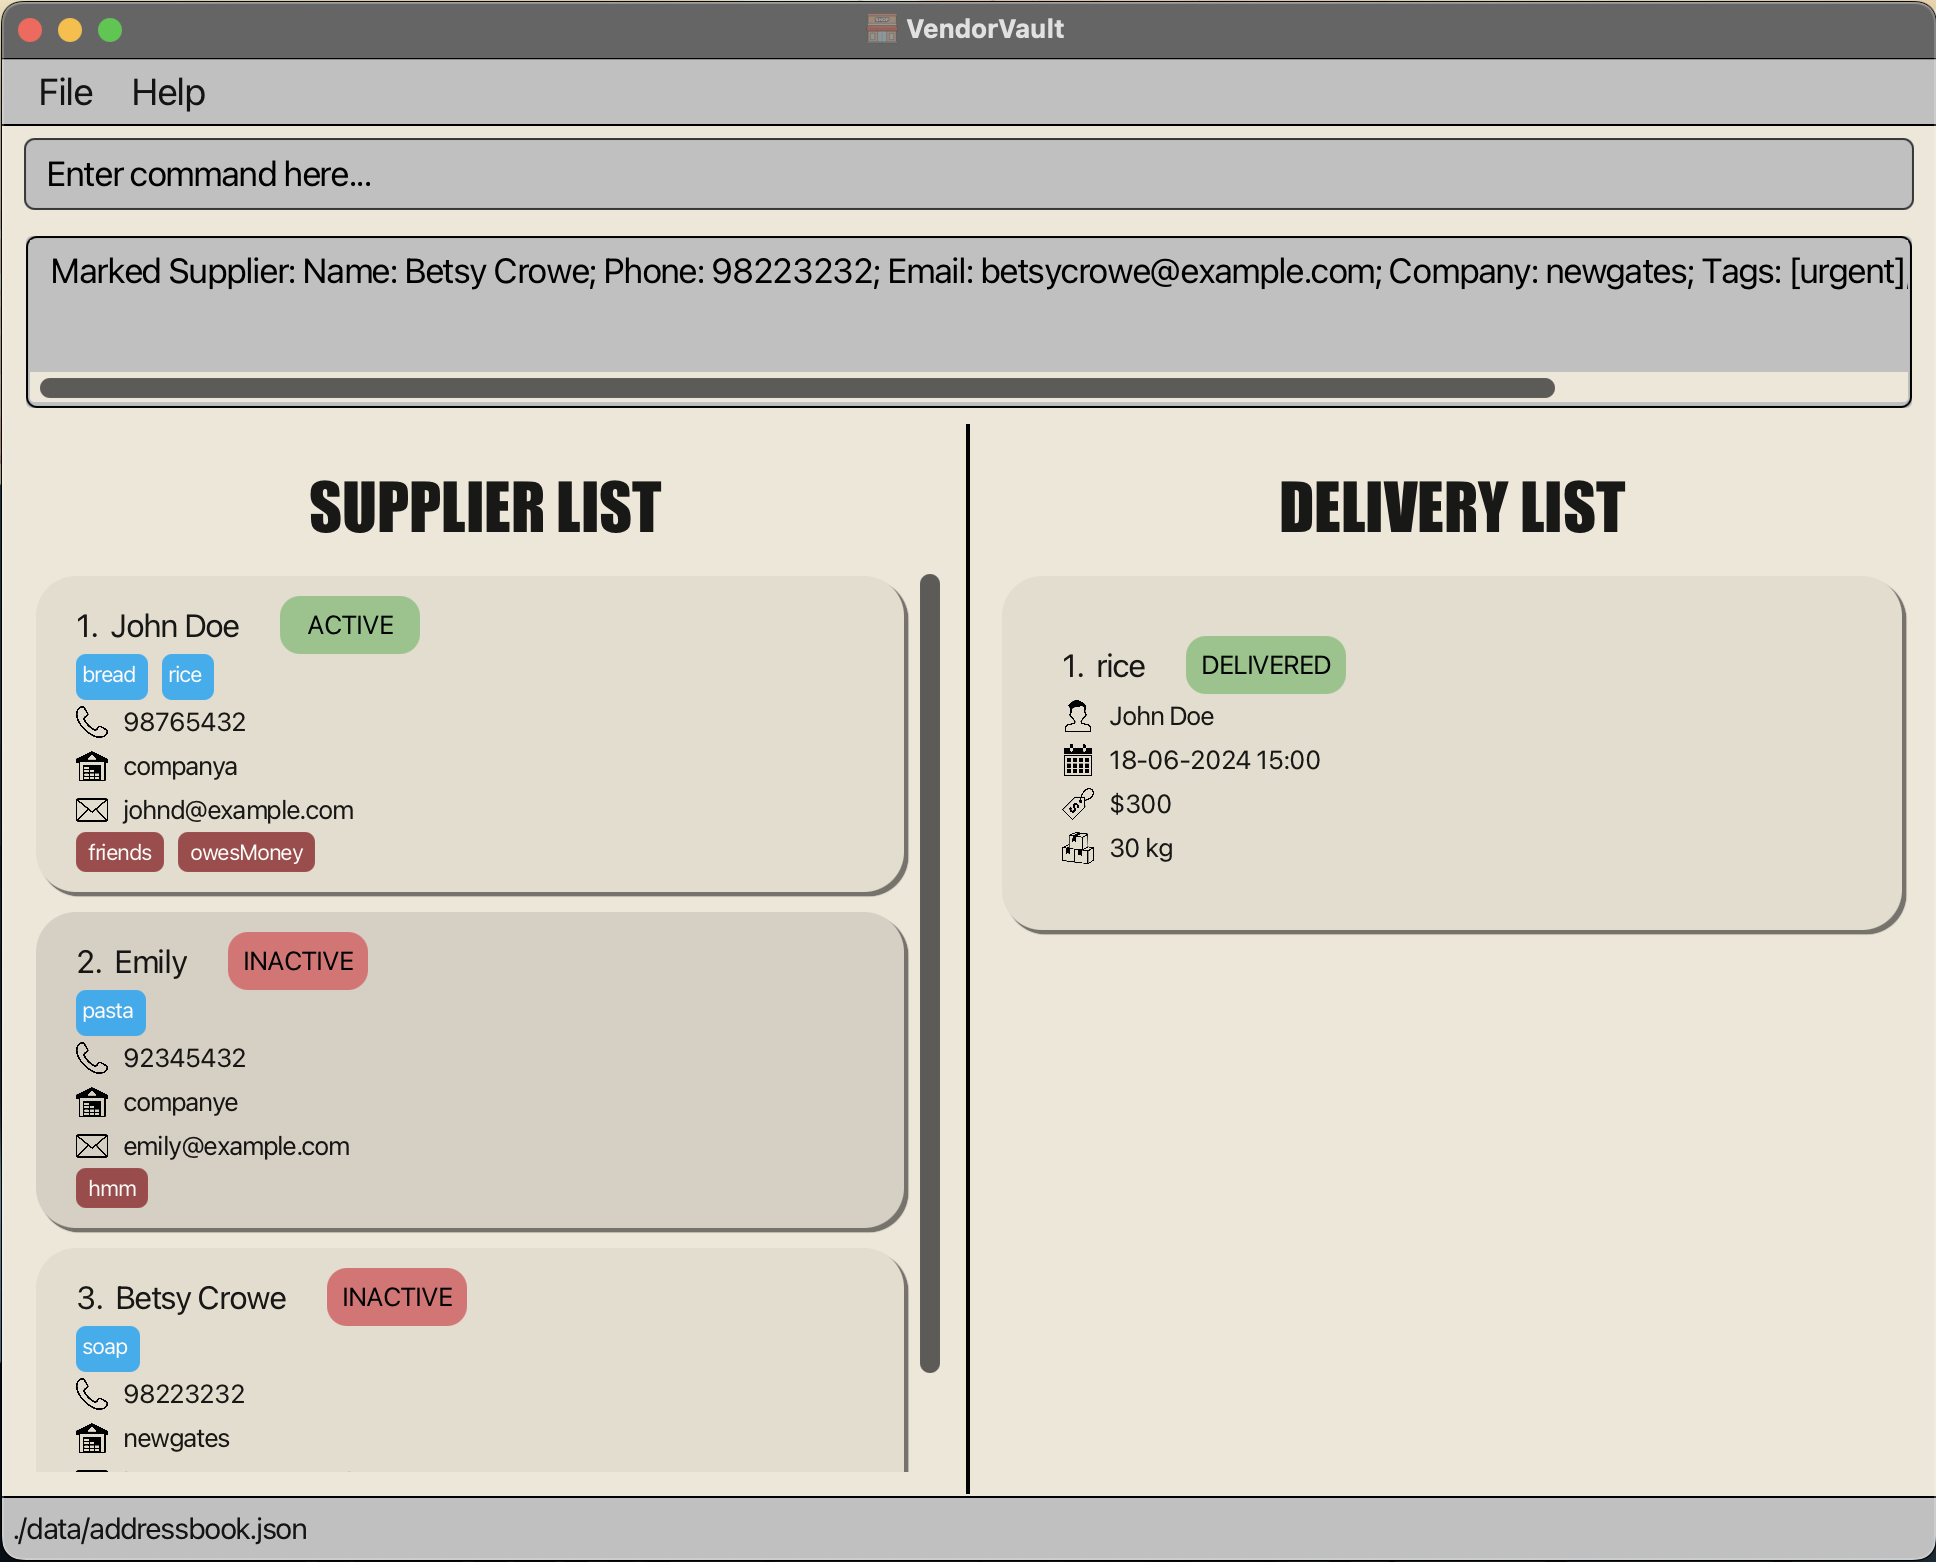 VendorVault
File Help
Enter command here...
Marked Supplier: Name: Betsy Crowe; Phone: 98223232; Email: betsycrowe@example.com; Company: newgates; Tags: [urgent]
SUPPLIER LIST
1. John Doe ACTIVE
bread rice
98765432
companya
johnd@example.com
friends owesMoney
2. Emily INACTIVE
pasta
92345432
companye
emily@example.com
hmm
3. Betsy Crowe INACTIVE
soap
98223232
newgates
DELIVERY LIST
1. rice DELIVERED
John Doe
18-06-2024 15:00
$300
30 kg
./data/addressbook.json